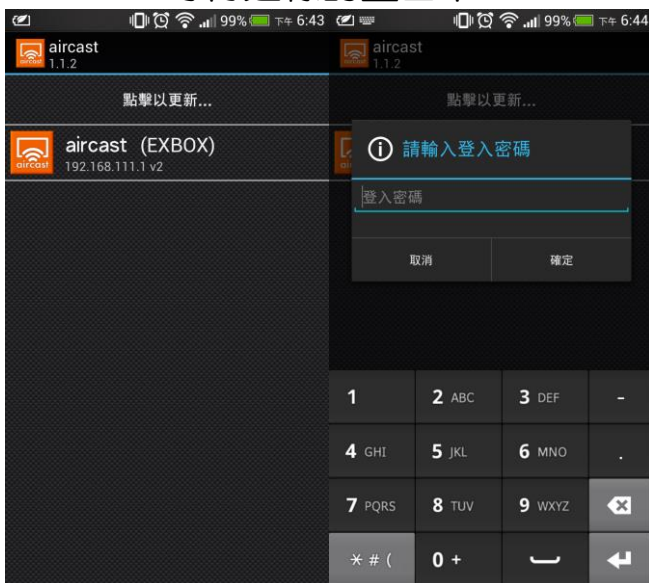 99% 下午 6:43
aircast
1.1.2
點擊以更新...
aircast (EXBOX)
192.168.111.1 v2
aircast
99% 下午 6:44
aircast
1.1.2
點擊以更新...
請輸入登入密碼
登入密碼
取消 確定
1 2 ABC 3 DEF -
4 GHI 5 JKL 6 MNO .
7 PQRS 8 TUV 9 WXYZ
* # ( 0 +